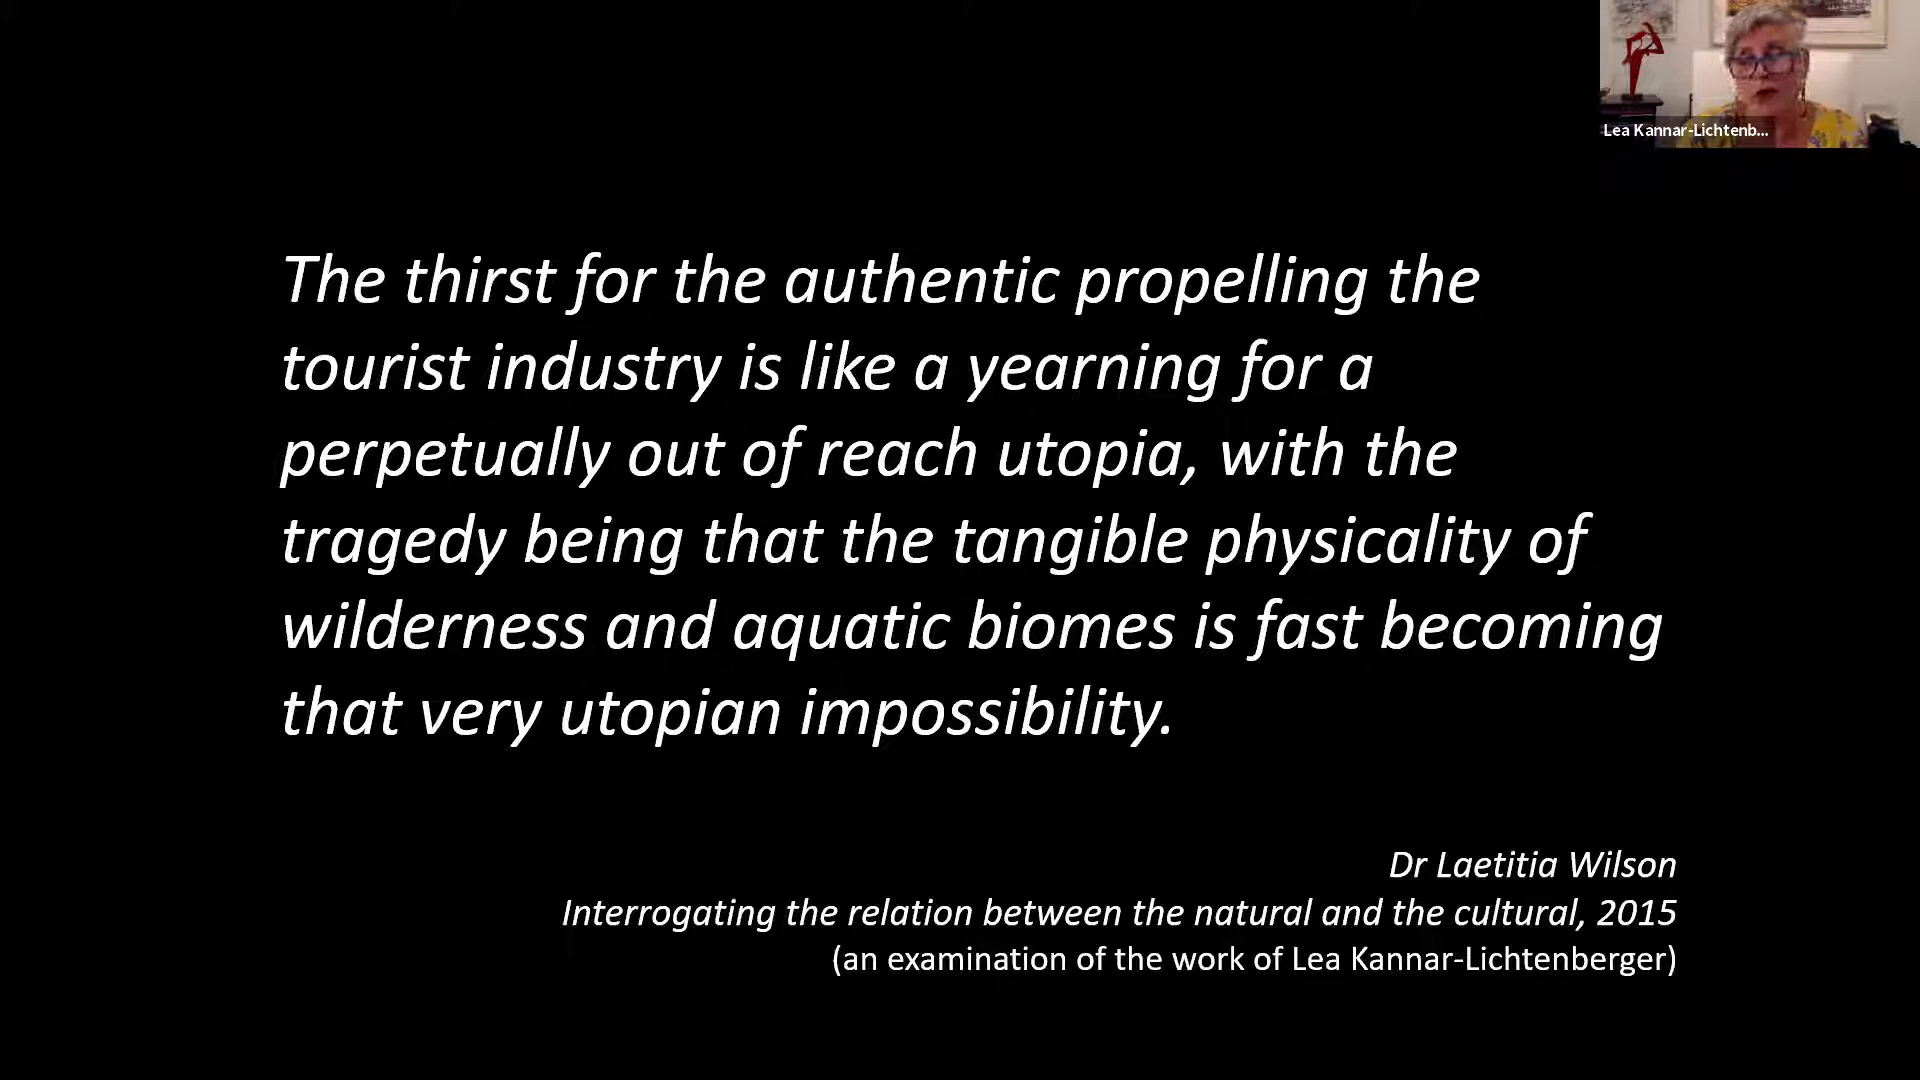 Lea Kannar-Lichtenb...
The thirst for the authentic propelling the
tourist industry is like a yearning for a
perpetually out of reach utopia, with the
tragedy being that the tangible physicality of
wilderness and aquatic biomes is fast becoming
that very utopian impossibility.
Dr Laetitia Wilson
Interrogating the relation between the natural and the cultural, 2015
(an examination of the work of Lea Kannar-Lichtenberger)